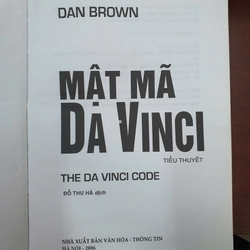 DAN BROWN
MẬT MÃ
DA VINCI
TIỂU THUYẾT
THE DA VINCI CODE
ĐỖ THU HÀ dịch
NHÀ XUẤT BẢN VĂN HÓA - THÔNG TIN
HÀ NỘI - 2006